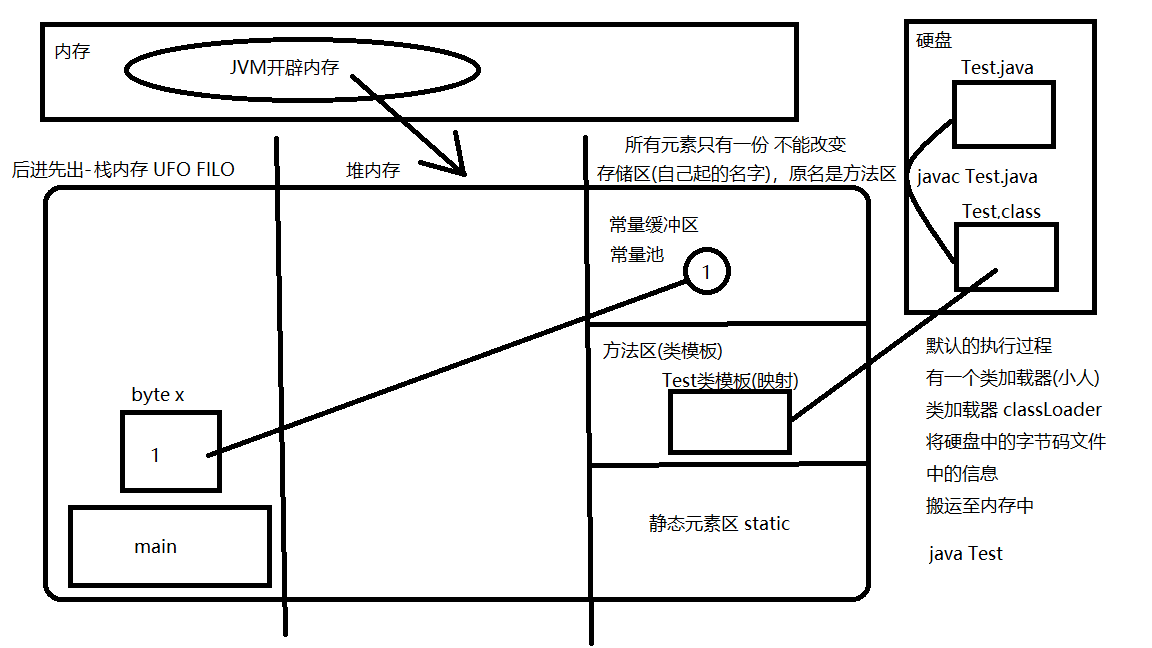 内存
JVM开辟内存
后进先出-栈内存 UFO FILO
堆内存
所有元素只有一份 不能改变
存储区(自己起的名字)，原名是方法区
常量缓冲区
常量池
1
方法区(类模板)
Test类模板(映射)
静态元素区 static
byte x
1
main
硬盘
Test.java
javac Test.java
Test,class
默认的执行过程
有一个类加载器(小人)
类加载器 classLoader
将硬盘中的字节码文件
中的信息
搬运至内存中
java Test